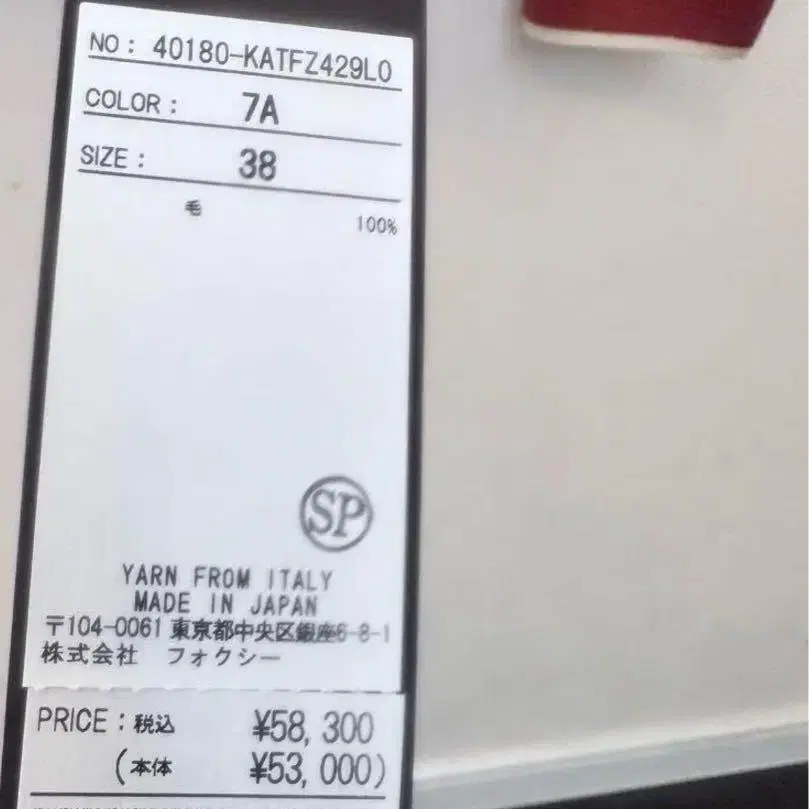 NO: 40180-KATFZ429L0
COLOR: 7A
SIZE: 38
毛 100%
SP
YARN FROM ITALY
MADE IN JAPAN
〒104-0061 東京都中央区銀座6-8-1
株式会社 フォクシー
PRICE:税込 ¥58,300
(本体 ¥53,000)